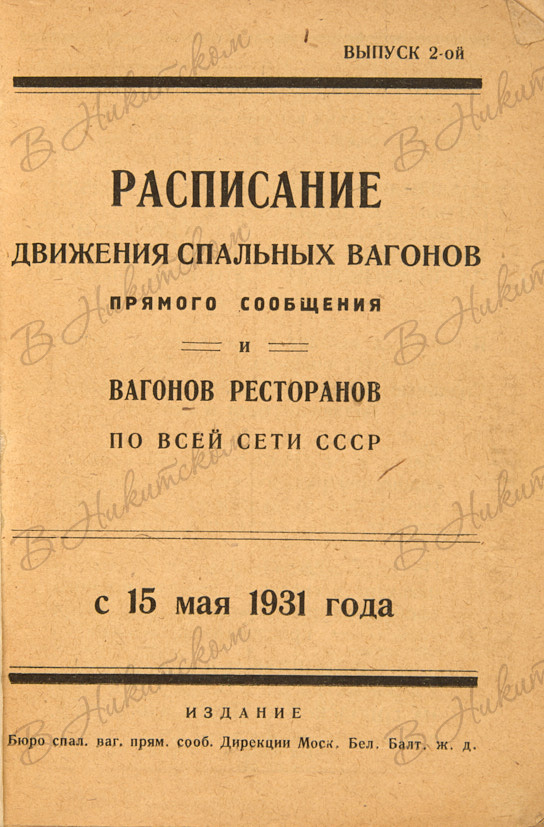 ВЫПУСК 2-ой
РАСПИСАНИЕ
ДВИЖЕНИЯ СПАЛЬНЫХ ВАГОНОВ
ПРЯМОГО СООБЩЕНИЯ
И
ВАГОНОВ РЕСТОРАНОВ
ПО ВСЕЙ СЕТИ СССР
с 15 мая 1931 года
ИЗДАНИЕ
Бюро спал. ваг. прям. сооб. Дирекции Моск. Бел. Балт. ж. д.
В Никитском